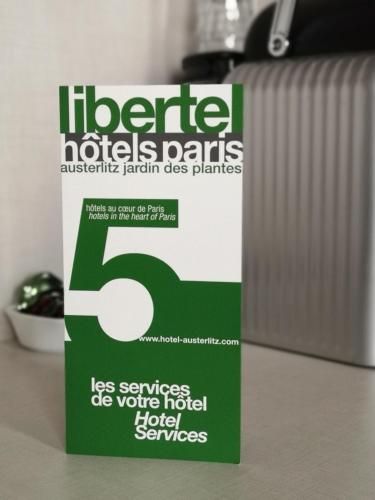 libertel
hôtels paris
austerlitz jardin des plantes
hôtels au cœur de Paris
hotels in the heart of Paris
5
www.hotel-austerlitz.com
les services
de votre hôtel
Hotel
Services